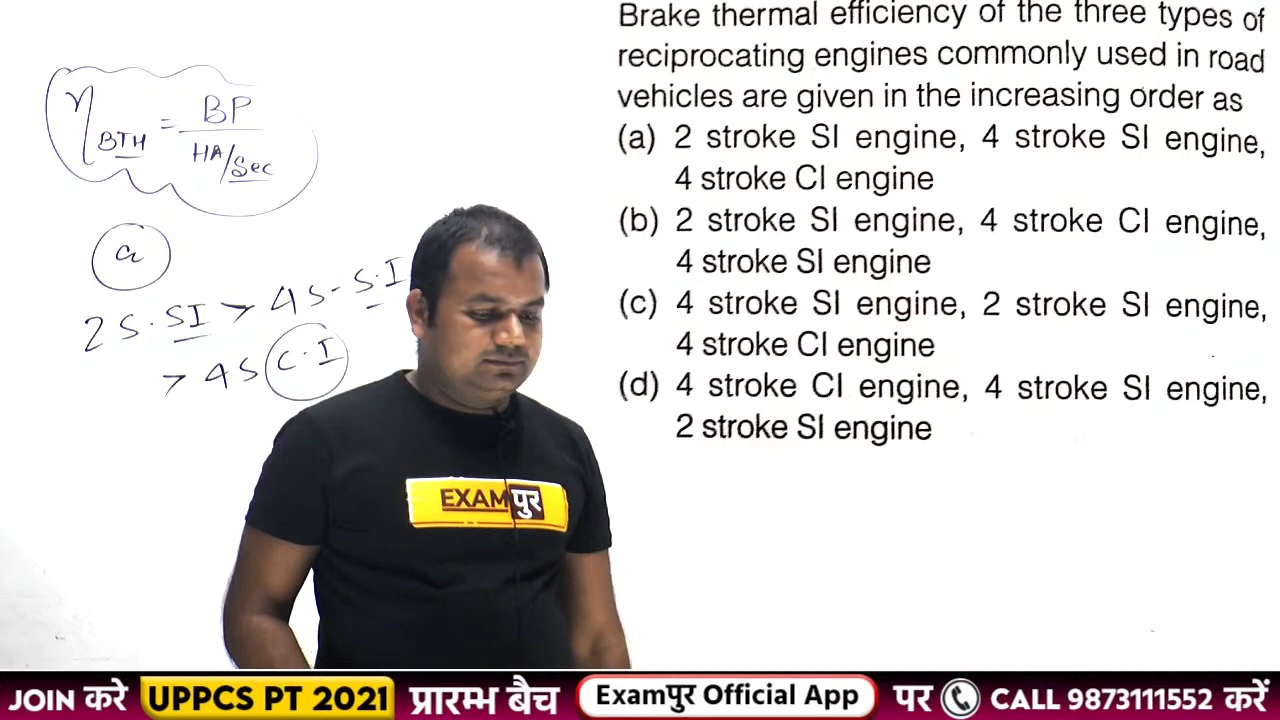 Brake thermal efficiency of the three types of
reciprocating engines commonly used in road
vehicles are given in the increasing order as
(a) 2 stroke SI engine, 4 stroke SI engine,
4 stroke CI engine
(b) 2 stroke SI engine, 4 stroke CI engine,
4 stroke SI engine
(c) 4 stroke SI engine, 2 stroke SI engine,
4 stroke CI engine
(d) 4 stroke CI engine, 4 stroke SI engine,
2 stroke SI engine
η BTH = BP
HA/Sec
a
2S.SI > 4S-S.I
> 4S C.I
EXAMपुर
JOIN करे UPPCS PT 2021 प्रारम्भ बैच Examपुर Official App पर CALL 9873111552 करें